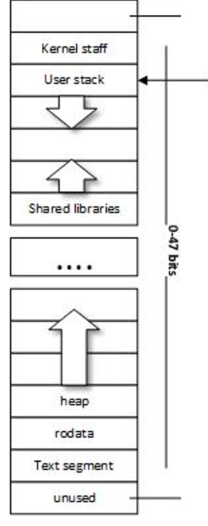 Kernel staff
User stack
Shared libraries
....
heap
rodata
Text segment
unused
0-47 bits